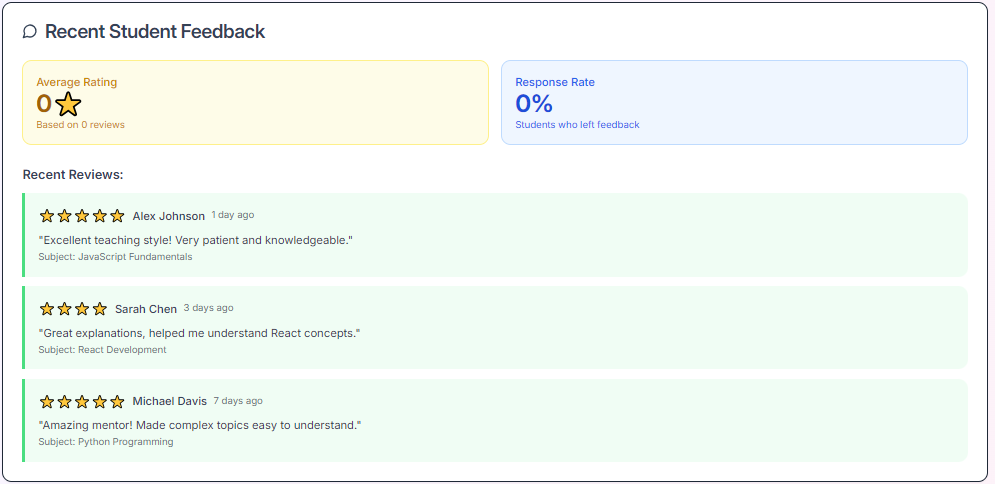 Recent Student Feedback
Average Rating
0⭐
Based on 0 reviews
Response Rate
0%
Students who left feedback
Recent Reviews:
⭐⭐⭐⭐⭐ Alex Johnson 1 day ago
"Excellent teaching style! Very patient and knowledgeable."
Subject: JavaScript Fundamentals
⭐⭐⭐⭐ Sarah Chen 3 days ago
"Great explanations, helped me understand React concepts."
Subject: React Development
⭐⭐⭐⭐⭐ Michael Davis 7 days ago
"Amazing mentor! Made complex topics easy to understand."
Subject: Python Programming